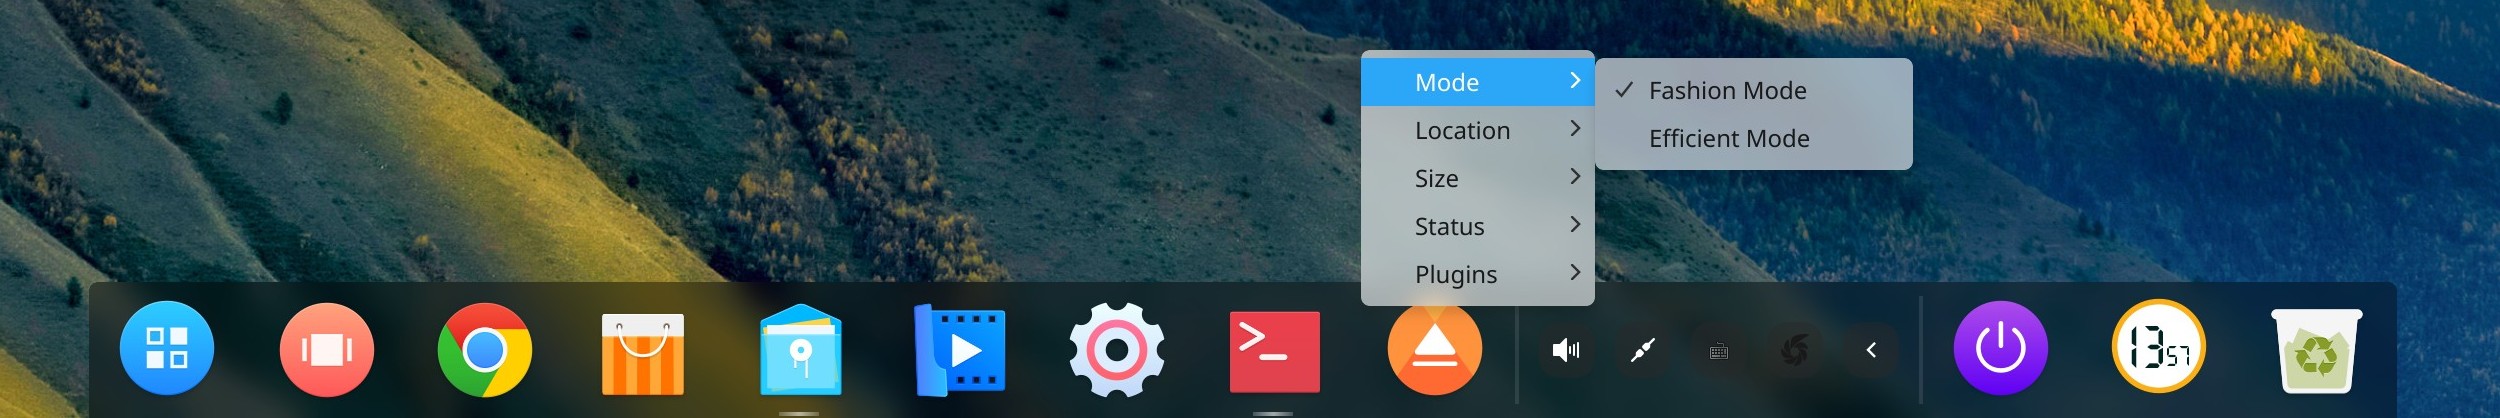 Mode
Fashion Mode
Location
Efficient Mode
Size
Status
Plugins
>_
13 57